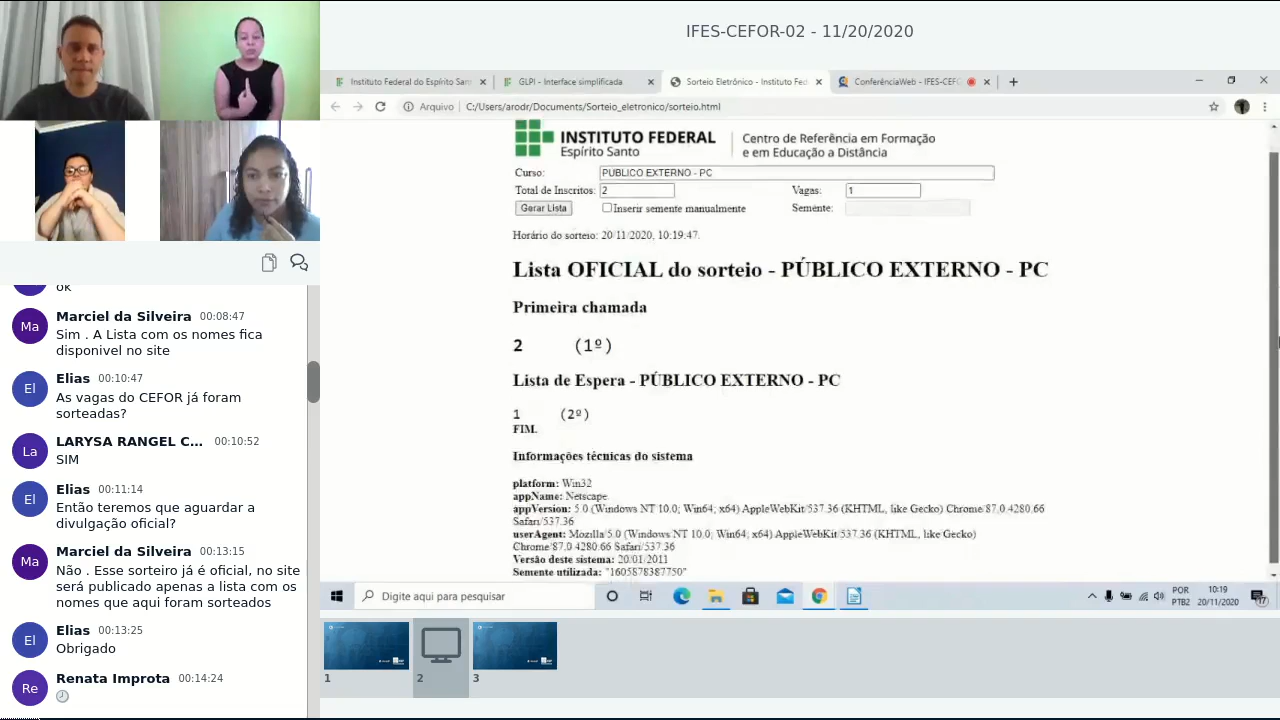 IFES-CEFOR-02 - 11/20/2020
Instituto Federal do Espírito San
GLPI - Interface simplificada
Sorteio Eletrônico - Instituto Fed
ConferênciaWeb - IFES-CEFO
Arquivo C:/Users/arodr/Documents/Sorteio_eletronico/sorteio.html
INSTITUTO FEDERAL
Espírito Santo
Centro de Referência em Formação
e em Educação a Distância
Curso: PÚBLICO EXTERNO - PC
Total de Inscritos: 2 Vagas: 1
Gerar Lista Inserir semente manualmente Semente:
Horário do sorteio: 20/11/2020, 10:19:47.
Lista OFICIAL do sorteio - PÚBLICO EXTERNO - PC
Primeira chamada
2 (1º)
Lista de Espera - PÚBLICO EXTERNO - PC
1 (2º)
FIM.
Informações técnicas do sistema
platform: Win32
appName: Netscape
appVersion: 5.0 (Windows NT 10.0; Win64; x64) AppleWebKit/537.36 (KHTML, like Gecko) Chrome/87.0.4280.66
Safari/537.36
userAgent: Mozilla/5.0 (Windows NT 10.0; Win64; x64) AppleWebKit/537.36 (KHTML, like Gecko)
Chrome/87.0.4280.66 Safari/537.36
Versão deste sistema: 20/01/2011
Semente utilizada: "1605878387750"
Digite aqui para pesquisar
POR
PTB2
10:19
20/11/2020
17
1
2
3
ok
Ma
Marciel da Silveira 00:08:47
Sim . A Lista com os nomes fica
disponivel no site
El
Elias 00:10:47
As vagas do CEFOR já foram
sorteadas?
La
LARYSA RANGEL C... 00:10:52
SIM
El
Elias 00:11:14
Então teremos que aguardar a
divulgação oficial?
Ma
Marciel da Silveira 00:13:15
Não . Esse sorteiro já é oficial, no site
será publicado apenas a lista com os
nomes que aqui foram sorteados
El
Elias 00:13:25
Obrigado
Re
Renata Improta 00:14:24